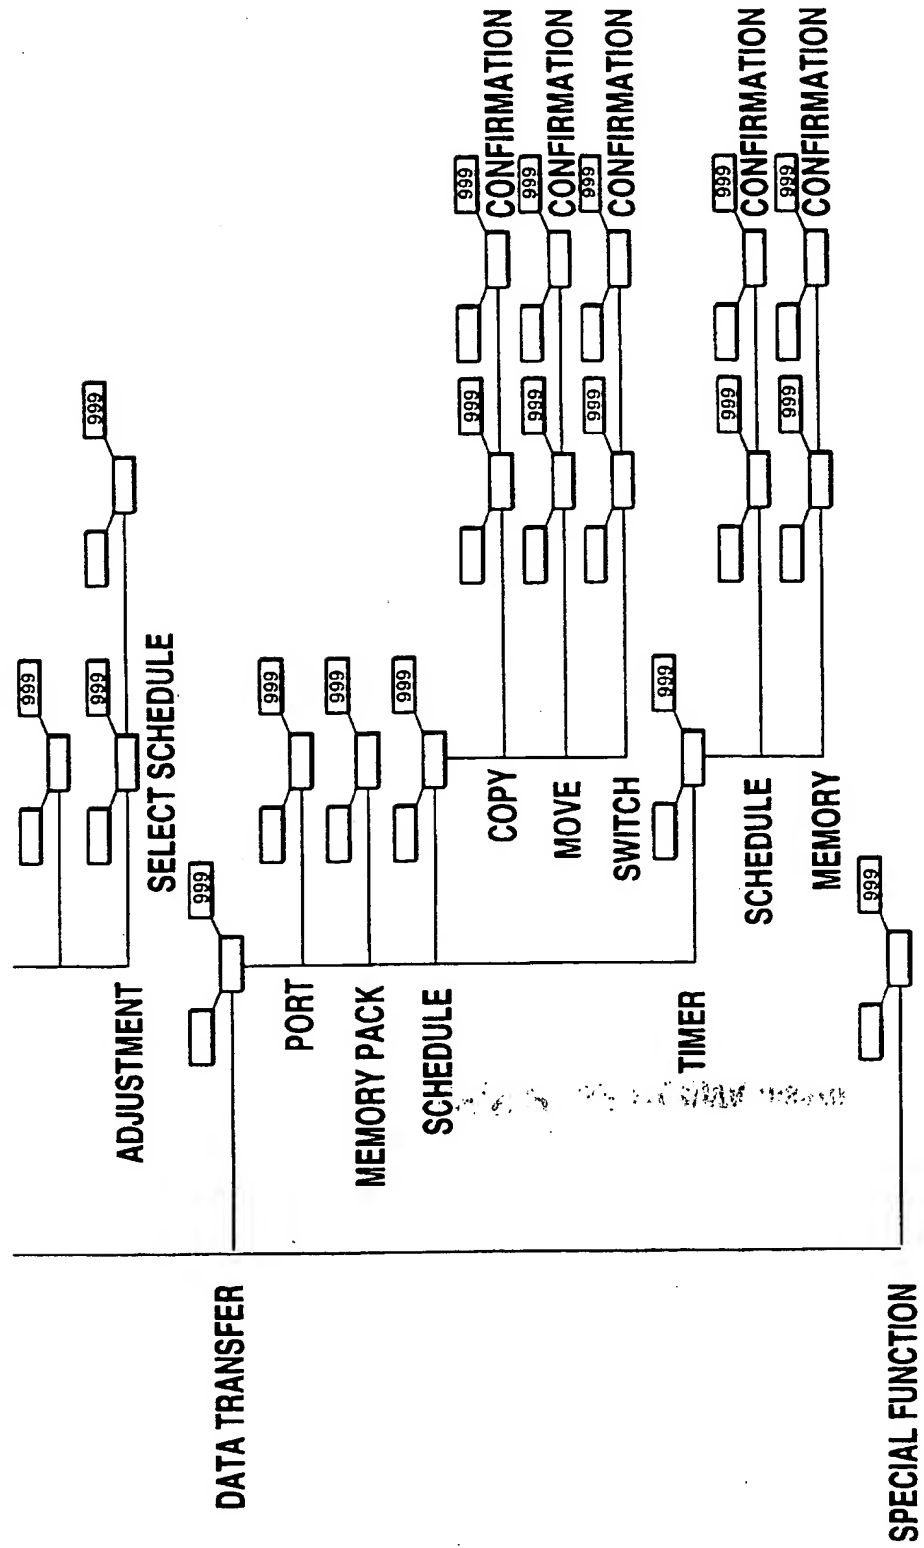 999
999 999
ADJUSTMENT
SELECT SCHEDULE
999
DATA TRANSFER
999
PORT
999
MEMORY PACK
999
SCHEDULE
999 999
COPY CONFIRMATION
999 999
MOVE CONFIRMATION
999 999
SWITCH CONFIRMATION
999
TIMER
999 999
SCHEDULE CONFIRMATION
999 999
MEMORY CONFIRMATION
999
SPECIAL FUNCTION